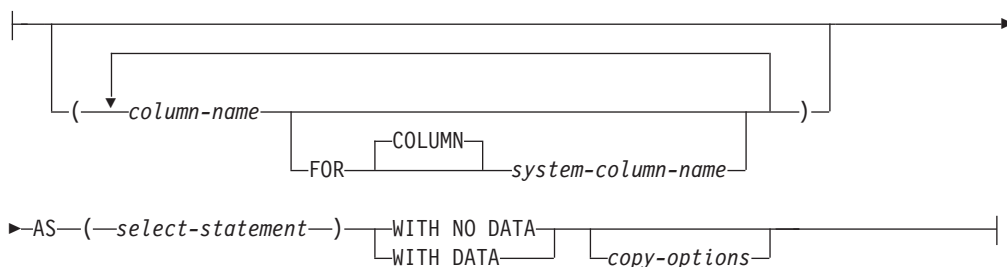 ( column-name )
COLUMN
FOR system-column-name
AS ( select-statement ) WITH NO DATA
WITH DATA copy-options